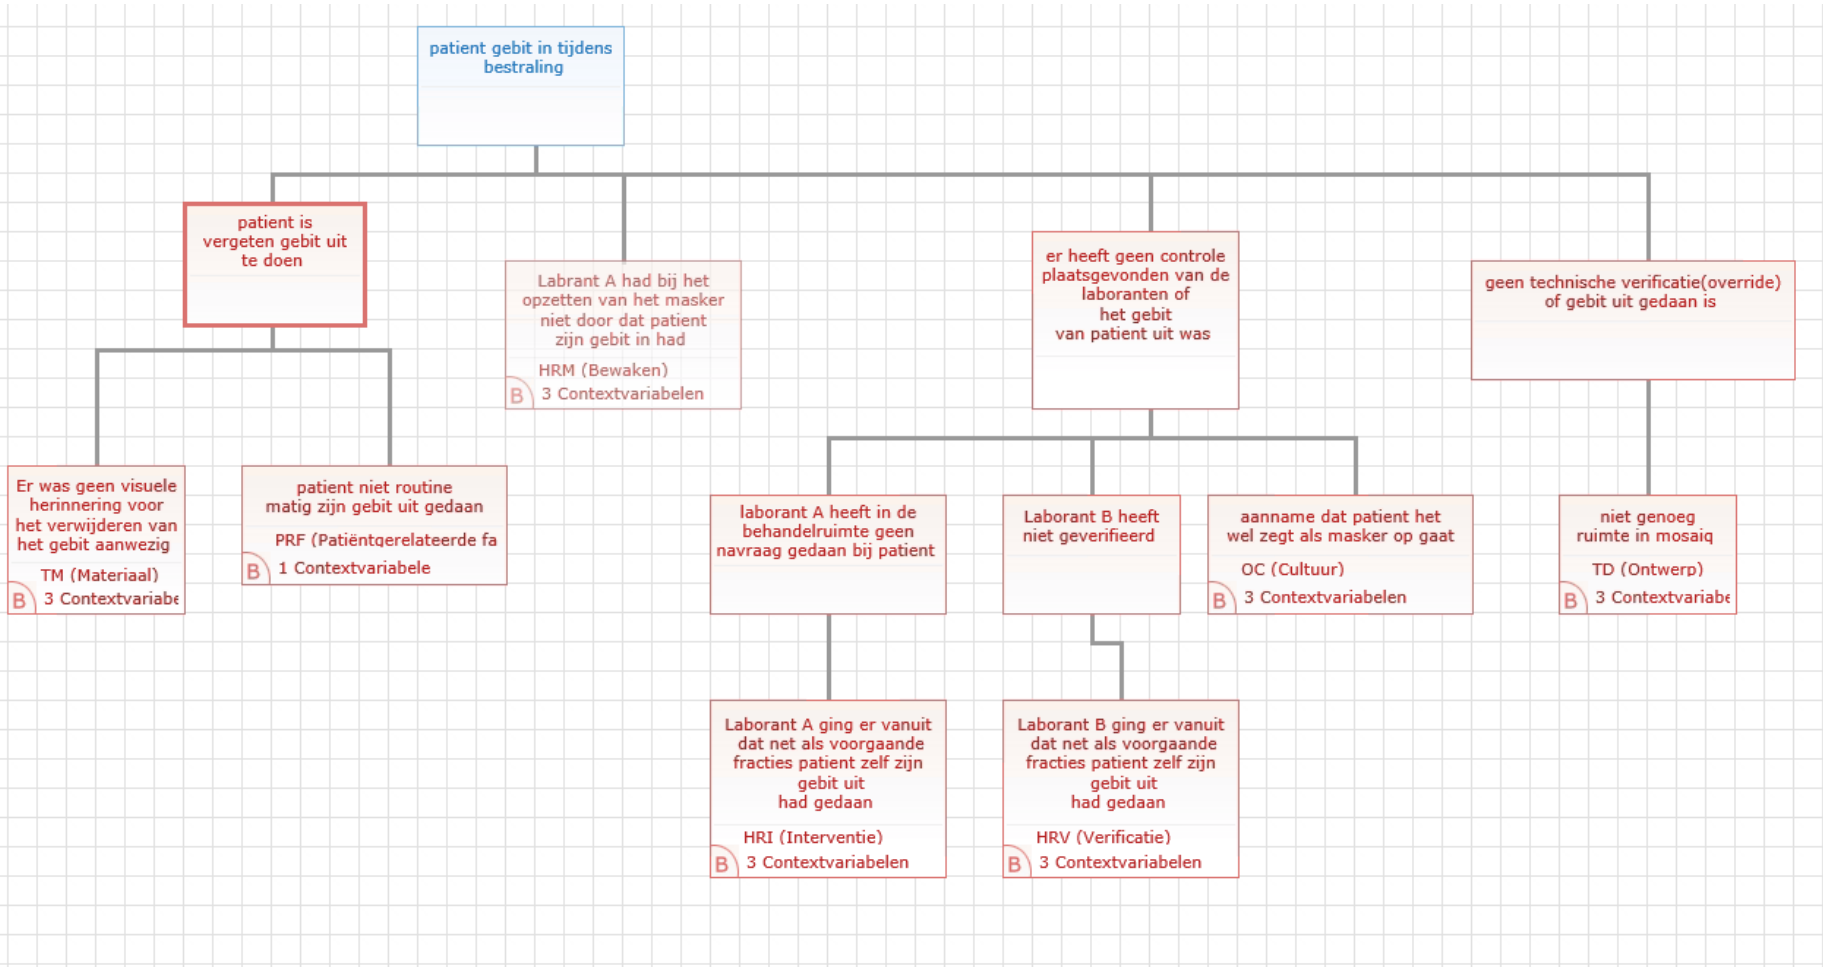 patient gebit in tijdens
bestraling
patient is
vergeten gebit uit
te doen
Labrant A had bij het
opzetten van het masker
niet door dat patient
zijn gebit in had
HRM (Bewaken)
B 3 Contextvariabelen
er heeft geen controle
plaatsgevonden van de
laboranten of
het gebit
van patient uit was
geen technische verificatie(override)
of gebit uit gedaan is
Er was geen visuele
herinnering voor
het verwijderen van
het gebit aanwezig
TM (Materiaal)
B 3 Contextvariabe
patient niet routine
matig zijn gebit uit gedaan
PRF (Patiëntgerelateerde fa
B 1 Contextvariabele
laborant A heeft in de
behandelruimte geen
navraag gedaan bij patient
Laborant B heeft
niet geverifieerd
aanname dat patient het
wel zegt als masker op gaat
OC (Cultuur)
B 3 Contextvariabelen
niet genoeg
ruimte in mosaiq
TD (Ontwerp)
B 3 Contextvariabe
Laborant A ging er vanuit
dat net als voorgaande
fracties patient zelf zijn
gebit uit
had gedaan
HRI (Interventie)
B 3 Contextvariabelen
Laborant B ging er vanuit
dat net als voorgaande
fracties patient zelf zijn
gebit uit
had gedaan
HRV (Verificatie)
B 3 Contextvariabelen